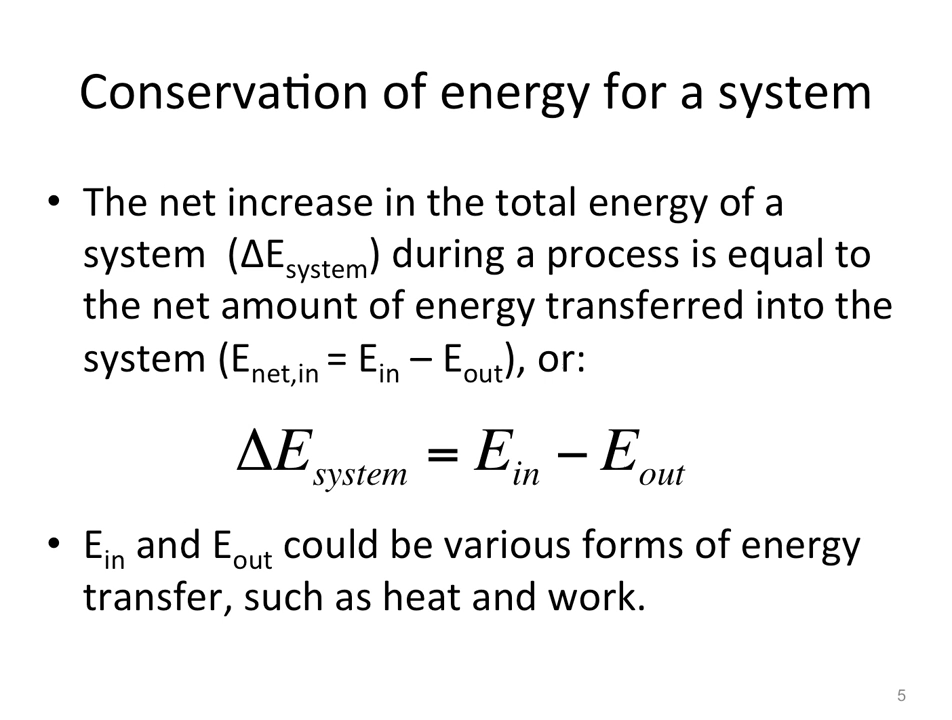 Conservation of energy for a system
• The net increase in the total energy of a
system (ΔEsystem) during a process is equal to
the net amount of energy transferred into the
system (Enet,in = Ein – Eout), or:
ΔEsystem = Ein − Eout
• Ein and Eout could be various forms of energy
transfer, such as heat and work.
5